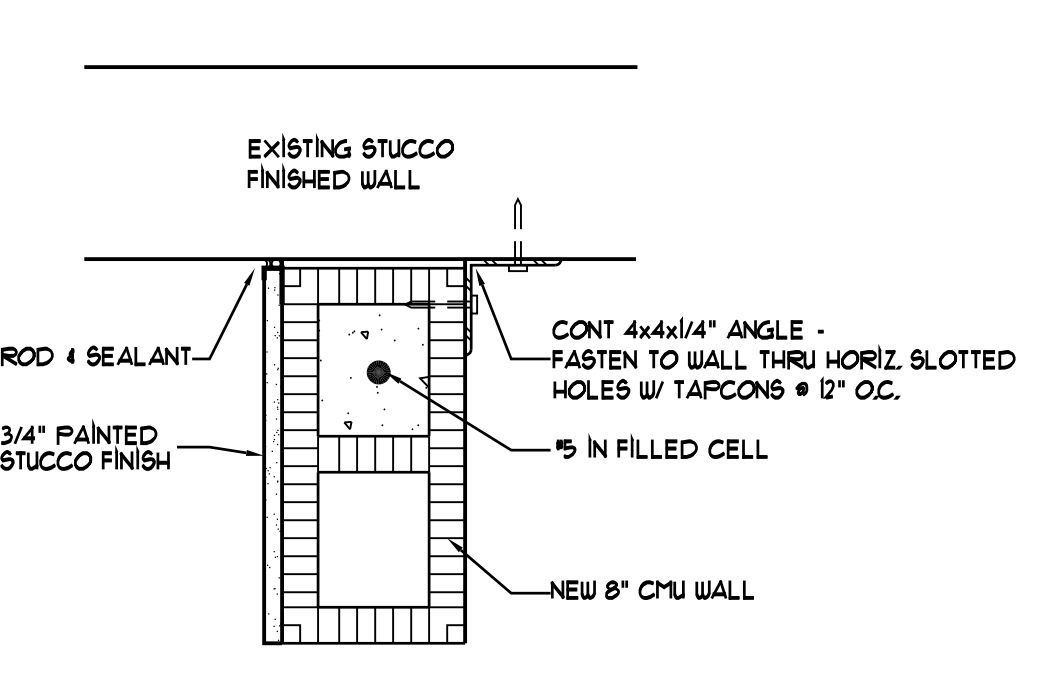 EXISTING STUCCO
FINISHED WALL
ROD & SEALANT
CONT 4x4x1/4" ANGLE -
FASTEN TO WALL THRU HORIZ. SLOTTED
HOLES W/ TAPCONS @ 12" O.C.
3/4" PAINTED
STUCCO FINISH
#5 IN FILLED CELL
NEW 8" CMU WALL